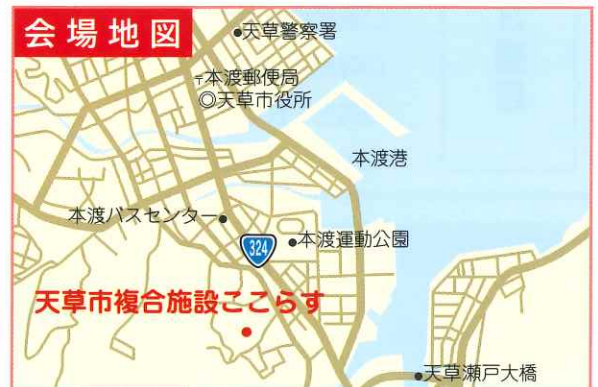 会場地図
天草警察署
〒本渡郵便局
◎天草市役所
本渡港
本渡バスセンター
324
本渡運動公園
天草市複合施設ここらす
天草瀬戸大橋